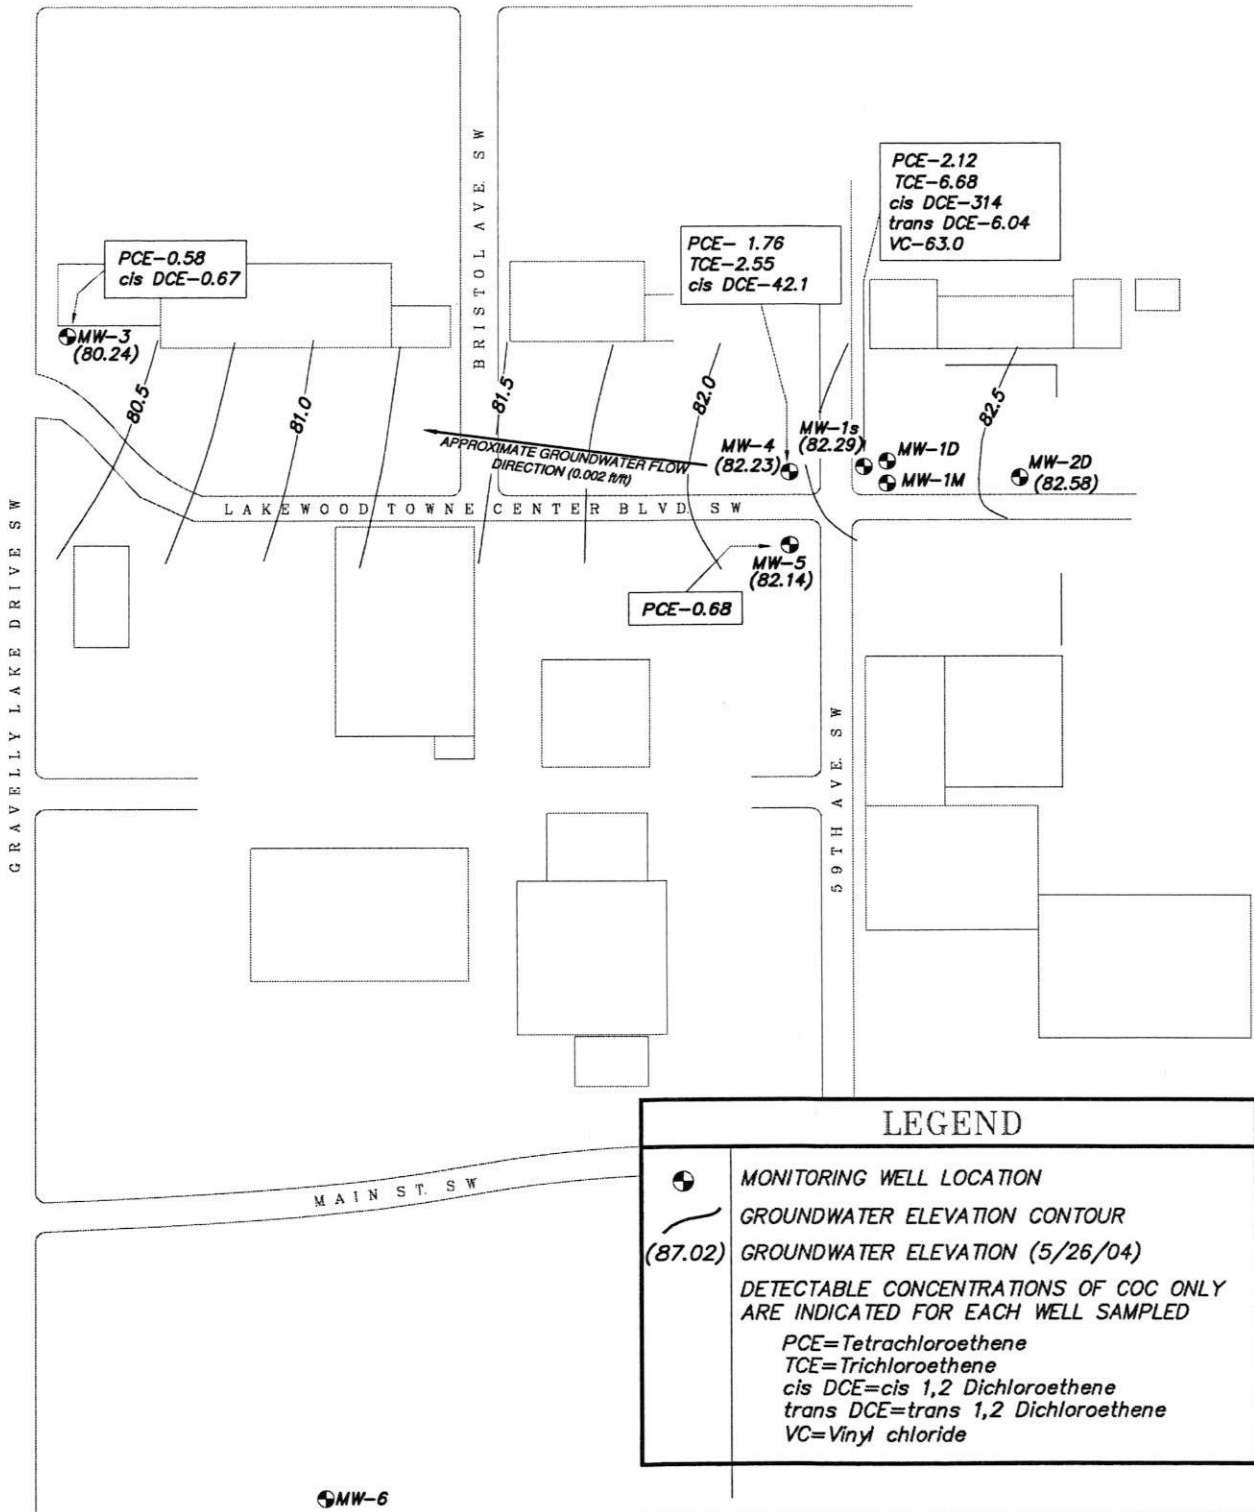 BRISTOL AVE. SW
PCE-2.12
TCE-6.68
cis DCE-314
trans DCE-6.04
VC-63.0
PCE-0.58
cis DCE-0.67
PCE- 1.76
TCE-2.55
cis DCE-42.1
MW-3
(80.24)
80.5
81.0
81.5
82.0
82.5
APPROXIMATE GROUNDWATER FLOW
DIRECTION (0.002 ft/ft)
MW-4
(82.23)
MW-1s
(82.29)
MW-1D
MW-1M
MW-2D
(82.58)
LAKEWOOD TOWNE CENTER BLVD. SW
MW-5
(82.14)
PCE-0.68
GRAVELLY LAKE DRIVE SW
59TH AVE. SW
MAIN ST. SW
MW-6
LEGEND
MONITORING WELL LOCATION
GROUNDWATER ELEVATION CONTOUR
(87.02) GROUNDWATER ELEVATION (5/26/04)
DETECTABLE CONCENTRATIONS OF COC ONLY
ARE INDICATED FOR EACH WELL SAMPLED
PCE=Tetrachloroethene
TCE=Trichloroethene
cis DCE=cis 1,2 Dichloroethene
trans DCE=trans 1,2 Dichloroethene
VC=Vinyl chloride